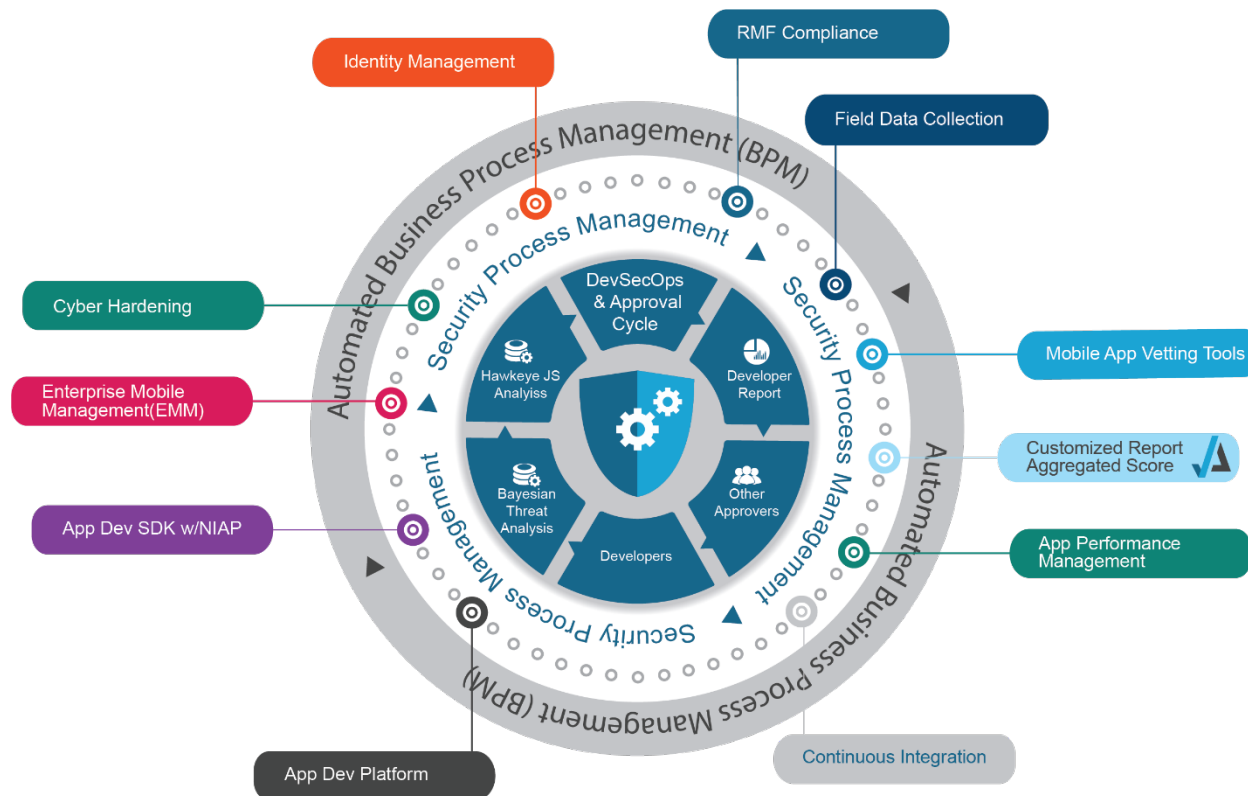 RMF Compliance
Identity Management
Field Data Collection
Automated Business Process Management (BPM)
Security Process Management
DevSecOps
& Approval
Cycle
Security Process Management
Cyber Hardening
Mobile App Vetting Tools
Hawkeye JS
Analyiss
Developer
Report
Enterprise Mobile
Management(EMM)
Customized Report
Aggregated Score
Bayesian
Threat
Analysis
Other
Approvers
App Dev SDK w/NIAP
Developers
App Performance
Management
Security Process Management
Automated Business Process Management (BPM)
App Dev Platform
Continuous Integration